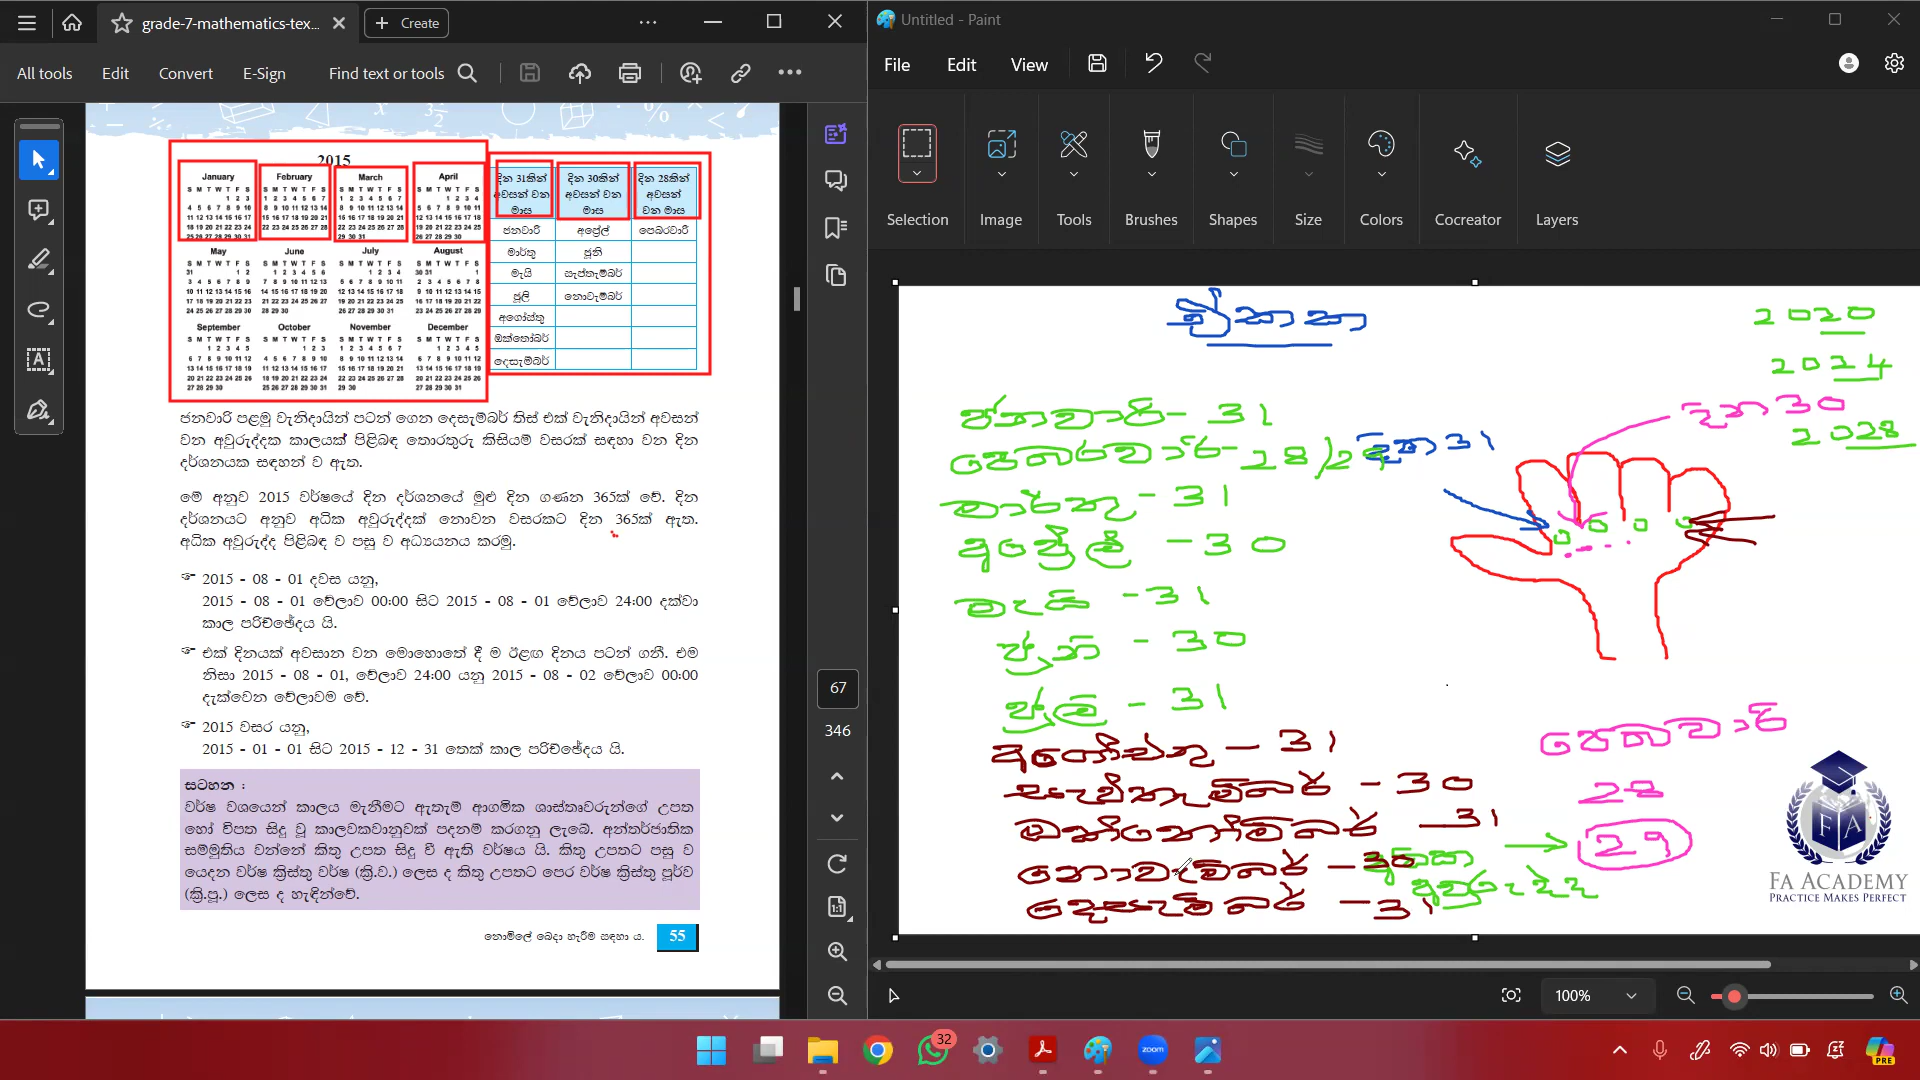 grade-7-mathematics-tex...
Create
Untitled - Paint
All tools
Edit
Convert
E-Sign
Find text or tools
File
Edit
View
Selection
Image
Tools
Brushes
Shapes
Size
Colors
Cocreator
Layers
2015
January
February
March
April
May
June
July
August
September
October
November
December
දින 31කින් අවසන් වන මාස
දින 30කින් අවසන් වන මාස
දින 28කින් අවසන් වන මාස
ජනවාරි අප්‍රේල් පෙබරවාරි
මාර්තු ජූනි
මැයි සැප්තැම්බර්
ජූලි නොවැම්බර්
අගෝස්තු
ඔක්තෝබර්
දෙසැම්බර්
ජනවාරි පළමු වැනිදායින් පටන් ගෙන දෙසැම්බර් තිස් එක් වැනිදායින් අවසන්
වන අවුරුද්දක කාලයක් පිළිබඳ තොරතුරු කිසියම් වසරක් සඳහා වන දින
දර්ශනයක සඳහන් ව ඇත.
මේ අනුව 2015 වර්ෂයේ දින දර්ශනයේ මුළු දින ගණන 365ක් වේ. දින
දර්ශනයට අනුව අධික අවුරුද්දක් නොවන වසරකට දින 365ක් ඇත.
අධික අවුරුද්ද පිළිබඳ ව පසු ව අධ්‍යයනය කරමු.
☞ 2015 - 08 - 01 දවස යනු,
2015 - 08 - 01 වේලාව 00:00 සිට 2015 - 08 - 01 වේලාව 24:00 දක්වා
කාල පරිච්ඡේදය යි.
☞ එක් දිනයක් අවසාන වන මොහොතේ දී ම ඊළඟ දිනය පටන් ගනී. එම
නිසා 2015 - 08 - 01, වේලාව 24:00 යනු 2015 - 08 - 02 වේලාව 00:00
දැක්වෙන වේලාවම වේ.
☞ 2015 වසර යනු,
2015 - 01 - 01 සිට 2015 - 12 - 31 තෙක් කාල පරිච්ඡේදය යි.
සටහන :
වර්ෂ වශයෙන් කාලය මැනීමට ඇතැම් ආගමික ශාස්තෘවරුන්ගේ උපත
හෝ විපත සිදු වූ කාලවකවානුවක් පදනම් කරගනු ලැබේ. අන්තර්ජාතික
සම්මුතිය වන්නේ කිතු උපත සිදු වී ඇති වර්ෂය යි. කිතු උපතට පසු ව
යෙදෙන වර්ෂ ක්‍රිස්තු වර්ෂ (ක්‍රි.ව.) ලෙස ද කිතු උපතට පෙර වර්ෂ ක්‍රිස්තු පූර්ව
(ක්‍රි.පූ.) ලෙස ද හැඳින්වේ.
නොමිලේ බෙදා හැරීම සඳහා ය. 55
67
346
2020
2024
2028
දින 30
දින 31
ජනවාරි - 31
පෙබරවාරි - 28/29
මාර්තු - 31
අප්‍රේල් - 30
මැයි - 31
ජුනි - 30
ජුලි - 31
අගෝස්තු - 31
සැප්තැම්බර් - 30
ඔක්තෝම්බර් - 31
නොවැම්බර් - 30
දෙසැම්බර් - 31
පෙබරවාරි
28
29
FA ACADEMY
PRACTICE MAKES PERFECT
100%
32
zoom
PRE